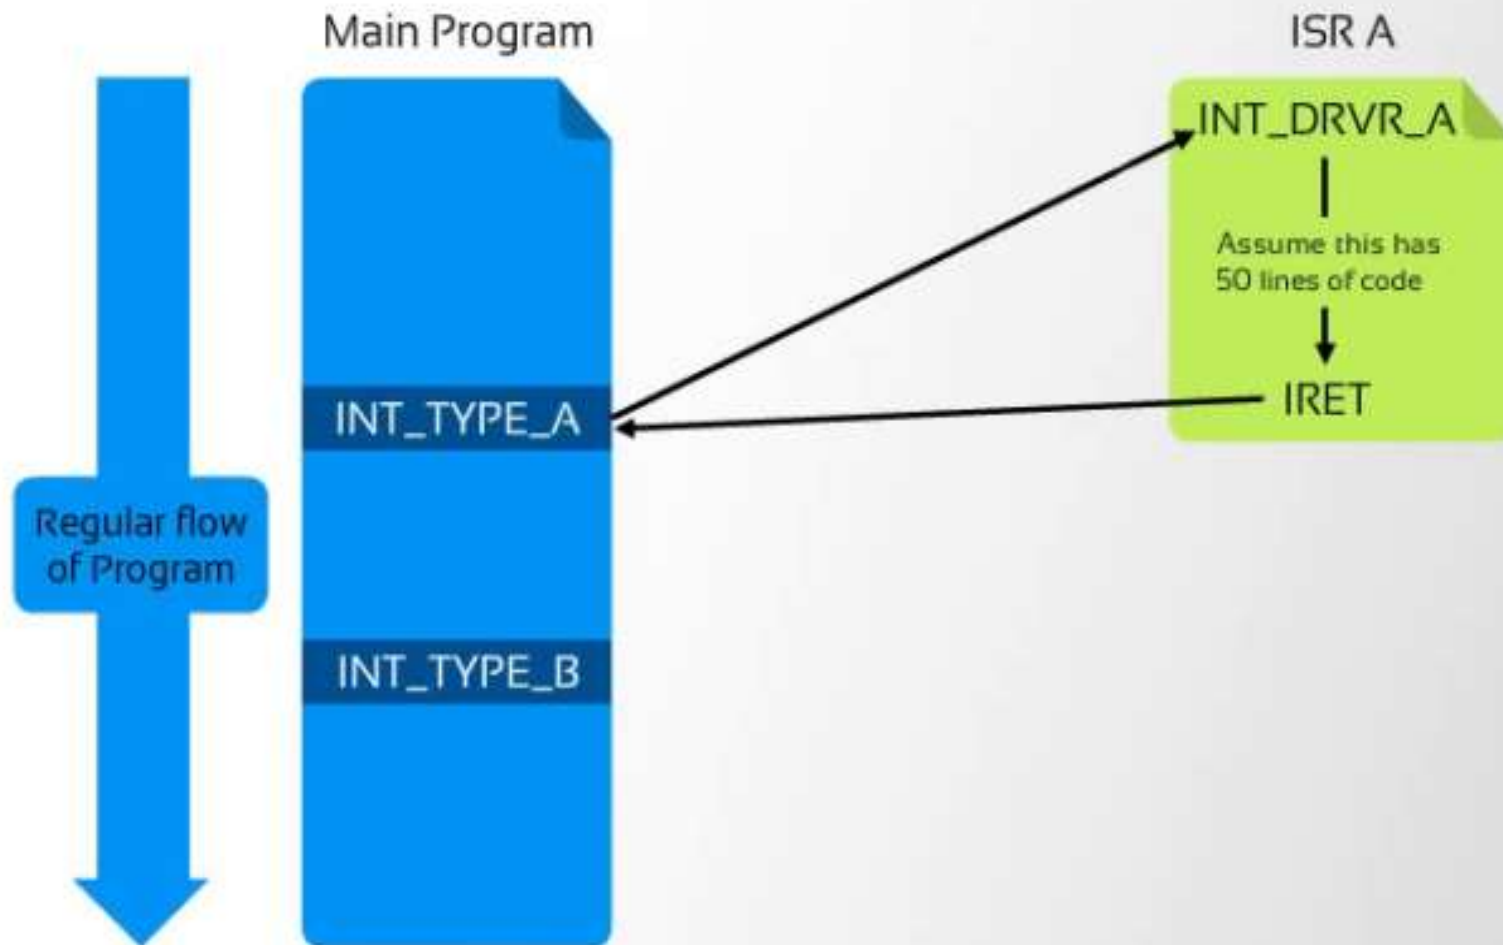 Main Program
ISR A
INT_DRVR_A
Assume this has
50 lines of code
IRET
INT_TYPE_A
Regular flow
of Program
INT_TYPE_B